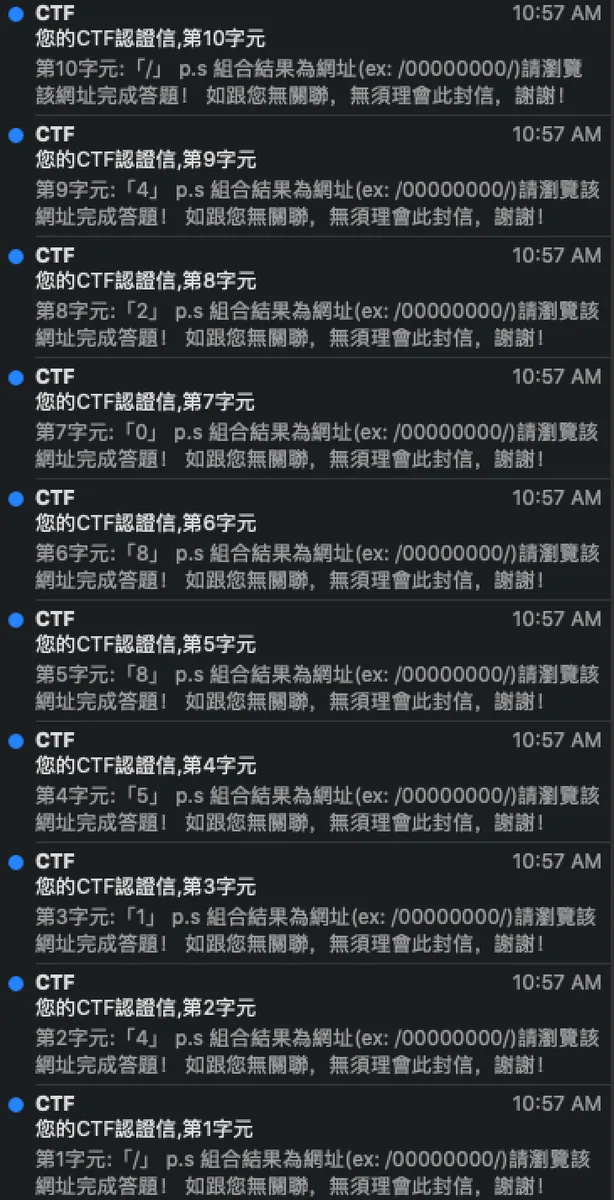 CTF 10:57 AM
您的CTF認證信,第10字元
第10字元:「/」 p.s 組合結果為網址(ex: /00000000/)請瀏覽
該網址完成答題! 如跟您無關聯, 無須理會此封信, 謝謝!
CTF 10:57 AM
您的CTF認證信,第9字元
第9字元:「4」 p.s 組合結果為網址(ex: /00000000/)請瀏覽該
網址完成答題! 如跟您無關聯, 無須理會此封信, 謝謝!
CTF 10:57 AM
您的CTF認證信,第8字元
第8字元:「2」 p.s 組合結果為網址(ex: /00000000/)請瀏覽該
網址完成答題! 如跟您無關聯, 無須理會此封信, 謝謝!
CTF 10:57 AM
您的CTF認證信,第7字元
第7字元:「0」 p.s 組合結果為網址(ex: /00000000/)請瀏覽該
網址完成答題! 如跟您無關聯, 無須理會此封信, 謝謝!
CTF 10:57 AM
您的CTF認證信,第6字元
第6字元:「8」 p.s 組合結果為網址(ex: /00000000/)請瀏覽該
網址完成答題! 如跟您無關聯, 無須理會此封信, 謝謝!
CTF 10:57 AM
您的CTF認證信,第5字元
第5字元:「8」 p.s 組合結果為網址(ex: /00000000/)請瀏覽該
網址完成答題! 如跟您無關聯, 無須理會此封信, 謝謝!
CTF 10:57 AM
您的CTF認證信,第4字元
第4字元:「5」 p.s 組合結果為網址(ex: /00000000/)請瀏覽該
網址完成答題! 如跟您無關聯, 無須理會此封信, 謝謝!
CTF 10:57 AM
您的CTF認證信,第3字元
第3字元:「1」 p.s 組合結果為網址(ex: /00000000/)請瀏覽該
網址完成答題! 如跟您無關聯, 無須理會此封信, 謝謝!
CTF 10:57 AM
您的CTF認證信,第2字元
第2字元:「4」 p.s 組合結果為網址(ex: /00000000/)請瀏覽該
網址完成答題! 如跟您無關聯, 無須理會此封信, 謝謝!
CTF 10:57 AM
您的CTF認證信,第1字元
第1字元:「/」 p.s 組合結果為網址(ex: /00000000/)請瀏覽該
網址完成答題! 如跟您無關聯, 無須理會此封信, 謝謝!